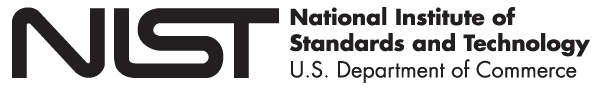 NIST
National Institute of
Standards and Technology
U.S. Department of Commerce